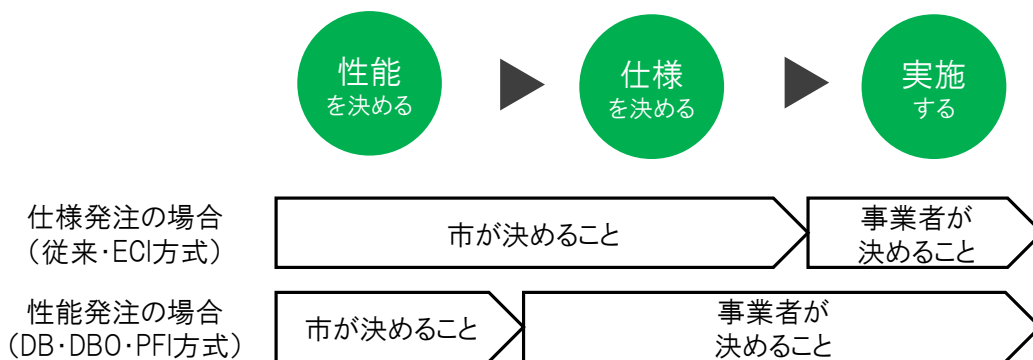 性能
を決める
仕様
を決める
実施
する
仕様発注の場合
（従来･ECI方式）
市が決めること
事業者が
決めること
性能発注の場合
（DB･DBO･PFI方式）
市が決めること
事業者が
決めること